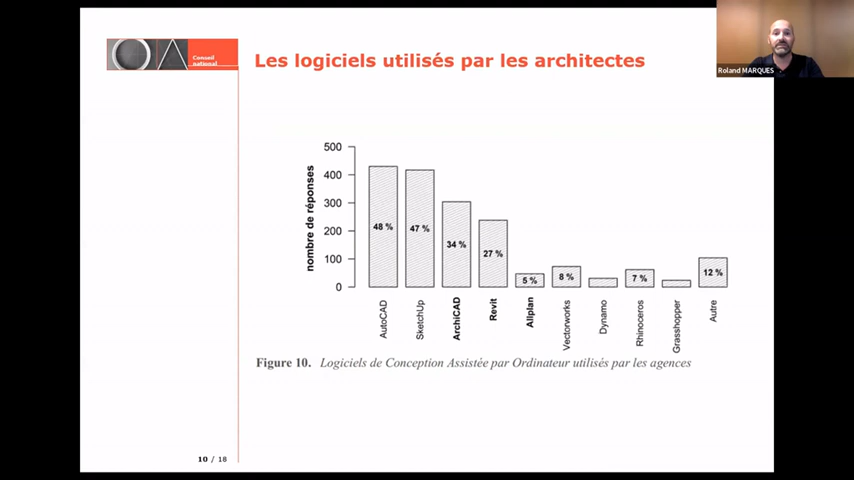 Conseil
national
Les logiciels utilisés par les architectes
Roland MARQUES
nombre de réponses
500
400
300
200
100
0
48 %
47 %
34 %
27 %
5 %
8 %
7 %
12 %
AutoCAD
SketchUp
ArchiCAD
Revit
Allplan
Vectorworks
Dynamo
Rhinoceros
Grasshopper
Autre
Figure 10. Logiciels de Conception Assistée par Ordinateur utilisés par les agences
10 / 18